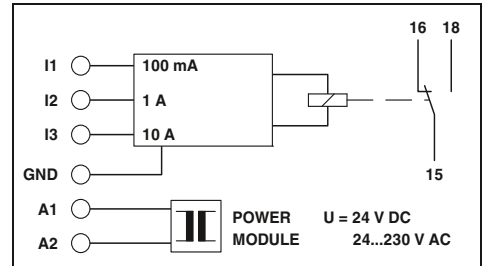 16 18
I1 100 mA
I2 1 A
I3 10 A
GND
15
A1
A2
POWER U = 24 V DC
MODULE 24...230 V AC